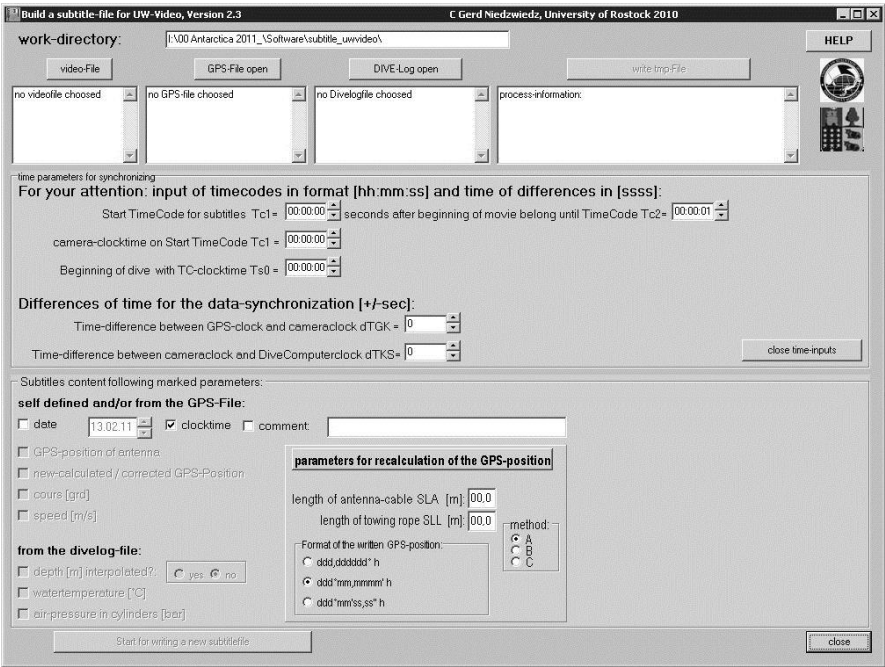 Build a subtitle-file for UW-Video, Version 2.3 C Gerd Niedzwiedz, University of Rostock 2010
work-directory: I:\00 Antarctica 2011_\Software\subtitle_uwvideo\ HELP
video-File GPS-File open DIVE-Log open write-tmp-File
no videofile choosed no GPS-file choosed no Divelogfile choosed process-information:
time parameters for synchronizing
For your attention: input of timecodes in format [hh:mm:ss] and time of differences in [ssss]:
Start TimeCode for subtitles Tc1= 00:00:00 seconds after beginning of movie belong until TimeCode Tc2= 00:00:01
camera-clocktime on Start TimeCode Tc1 = 00:00:00
Beginning of dive with TC-clocktime Ts0 = 00:00:00
Differences of time for the data-synchronization [+/-sec]:
Time-difference between GPS-clock and cameraclock dTGK = 0
Time-difference between cameraclock and DiveComputerclock dTKS= 0 close time-inputs
Subtitles content following marked parameters:
self defined and/or from the GPS-File:
date 13.02.11 clocktime comment:
GPS-position of antenna
new-calculated / corrected GPS-Position
cours [grd]
speed [m/s]
parameters for recalculation of the GPS-position
length of antenna-cable SLA [m]: 00,0
length of towing rope SLL [m]: 00,0
method:
A
B
C
Format of the written GPS-position:
ddd,dddddd° h
ddd°mm,mmmm' h
ddd°mm'ss,ss" h
from the divelog-file:
depth [m] interpolated?: yes no
watertemperature [°C]
air-pressure in cylinders [bar]
Start for writing a new subtitlefile close